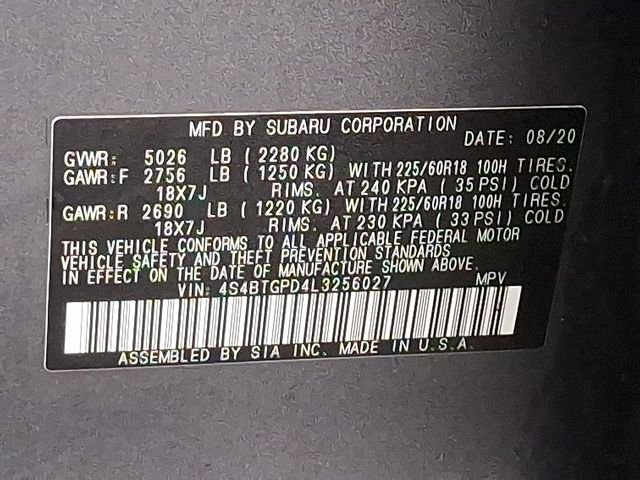 MFD BY SUBARU CORPORATION DATE: 08/20
GVWR: 5026 LB (2280 KG)
GAWR:F 2756 LB (1250 KG) WITH 225/60R18 100H TIRES.
18X7J RIMS. AT 240 KPA (35 PSI) COLD
GAWR:R 2690 LB (1220 KG) WITH 225/60R18 100H TIRES.
18X7J RIMS. AT 230 KPA (33 PSI) COLD
THIS VEHICLE CONFORMS TO ALL APPLICABLE FEDERAL MOTOR
VEHICLE SAFETY AND THEFT PREVENTION STANDARDS
IN EFFECT ON THE DATE OF MANUFACTURE SHOWN ABOVE.
VIN: 4S4BTGPD4L3256027 MPV
ASSEMBLED BY SIA INC. MADE IN U.S.A.